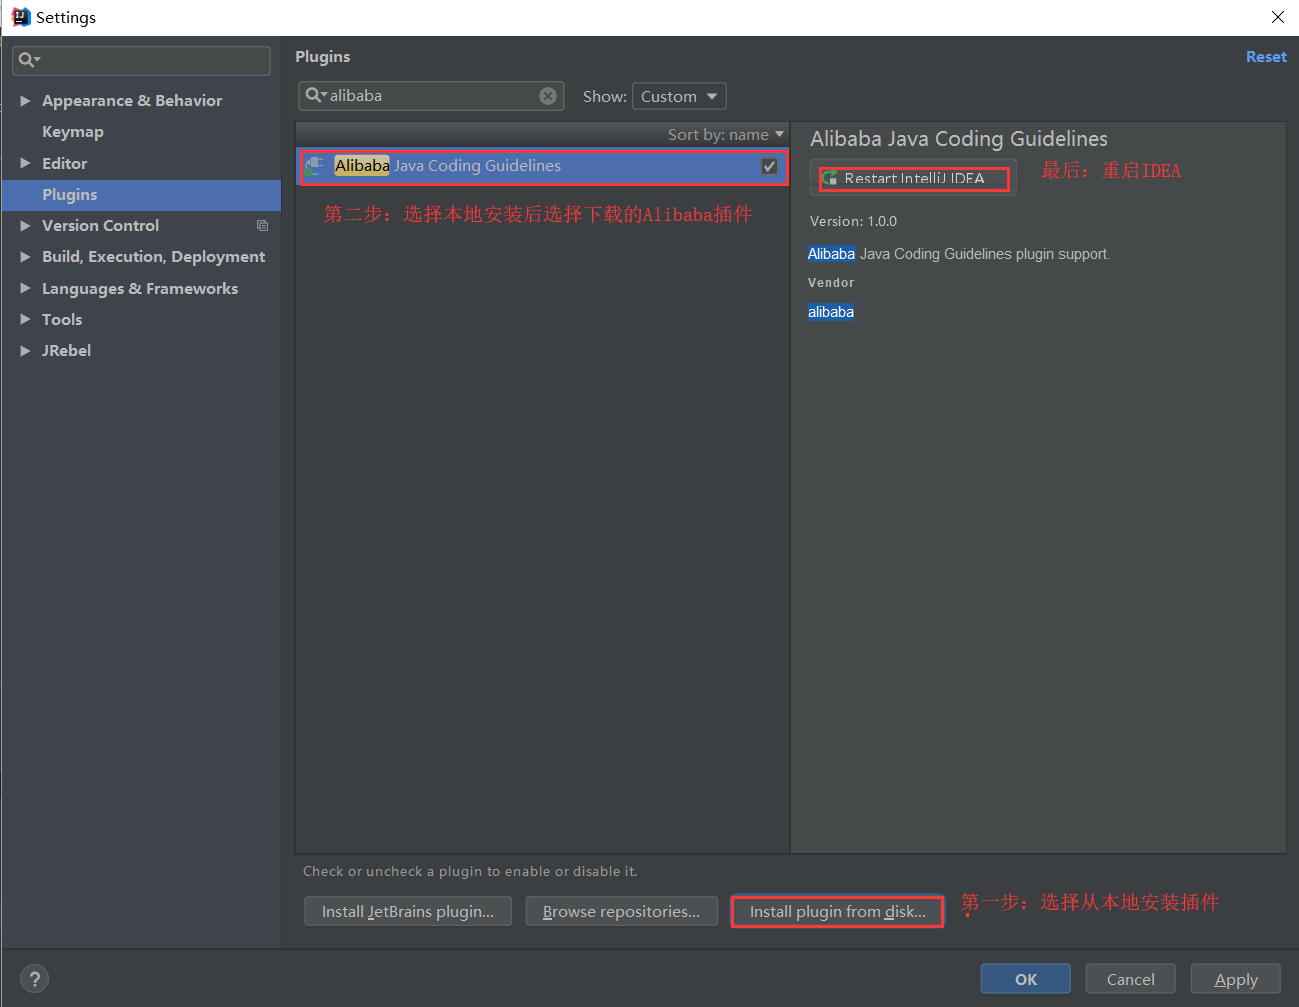 Settings
Plugins
Reset
alibaba
Show:
Custom
Appearance & Behavior
Keymap
Editor
Plugins
Version Control
Build, Execution, Deployment
Languages & Frameworks
Tools
JRebel
Sort by: name
Alibaba Java Coding Guidelines
第二步：选择本地安装后选择下载的Alibaba插件
Alibaba Java Coding Guidelines
Restart IntelliJ IDEA
最后：重启IDEA
Version: 1.0.0
Alibaba Java Coding Guidelines plugin support.
Vendor
alibaba
Check or uncheck a plugin to enable or disable it.
Install JetBrains plugin...
Browse repositories...
Install plugin from disk...
第一步：选择从本地安装插件
?
OK
Cancel
Apply